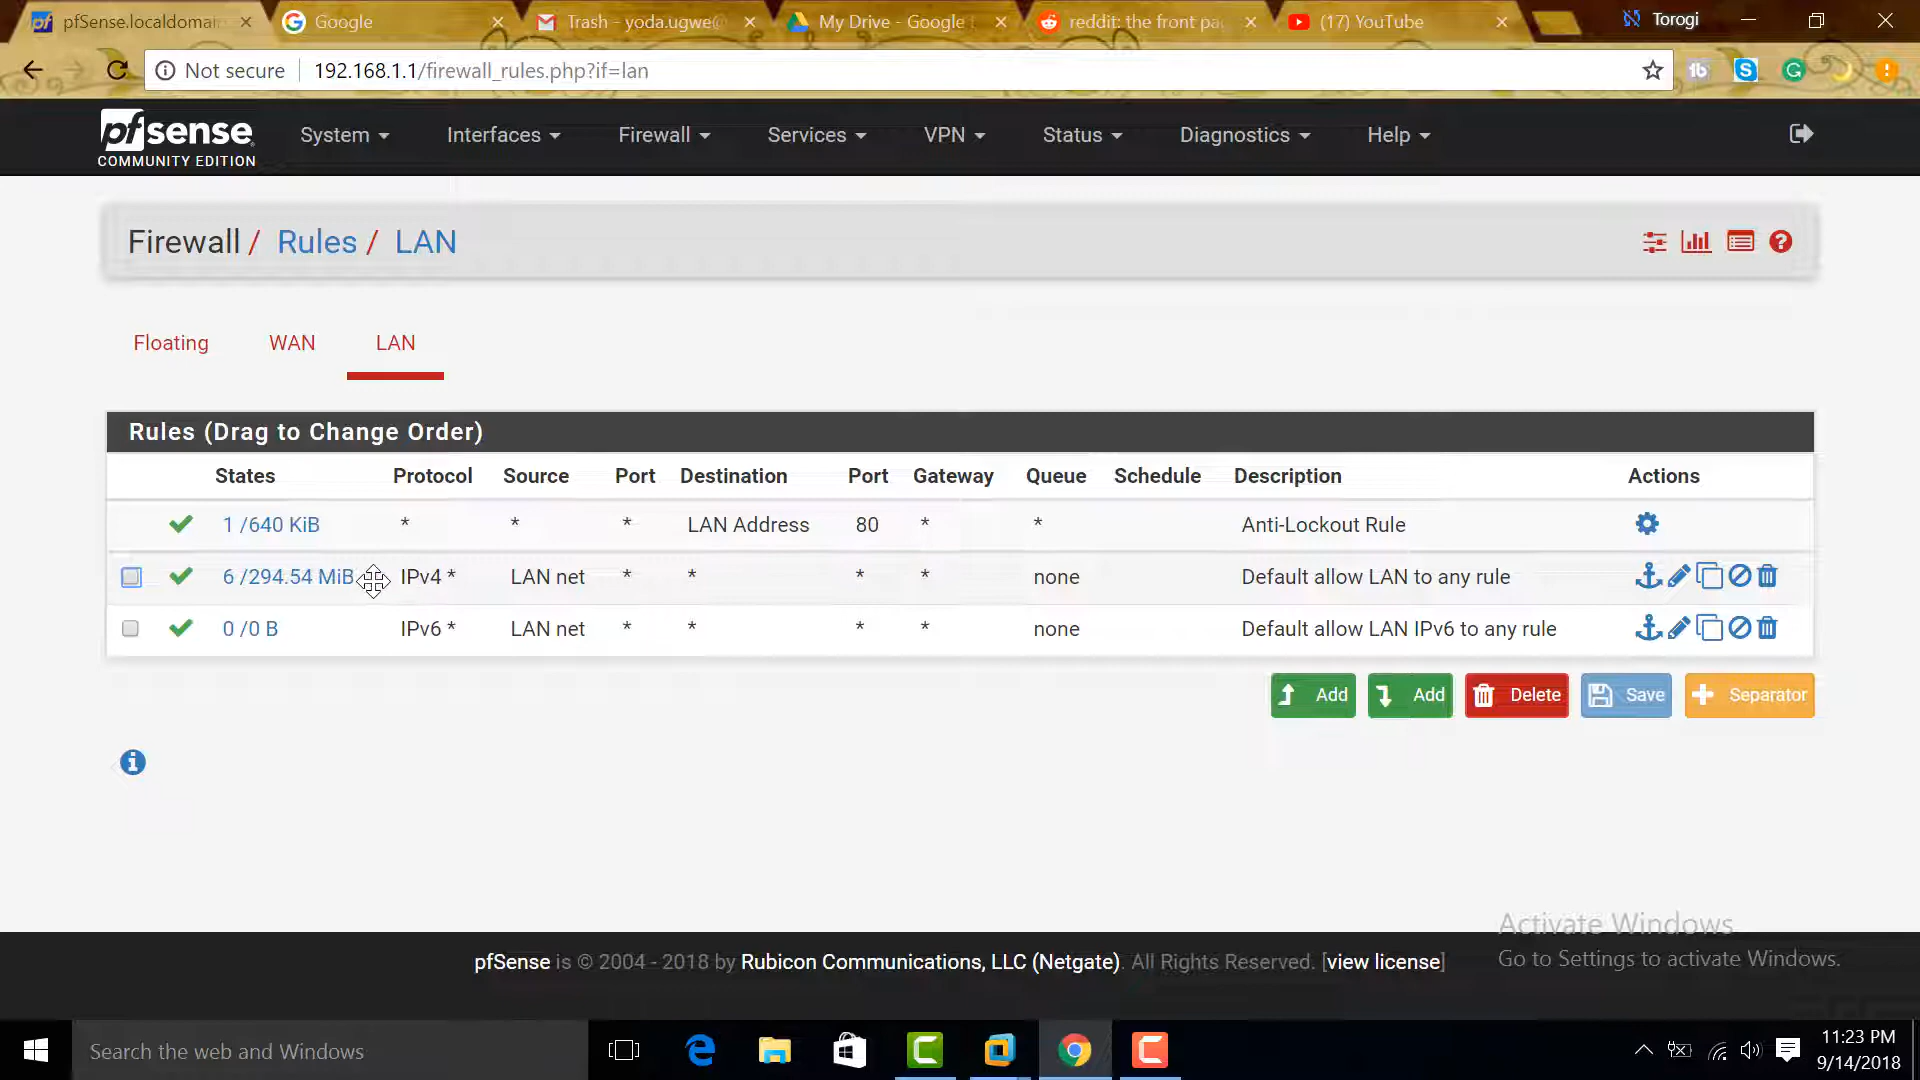 pfSense.localdomai
Google
Trash - yoda.ugwe@
My Drive - Google
reddit: the front pa
(17) YouTube
Torogi
Not secure
192.168.1.1/firewall_rules.php?if=lan
pfsense
COMMUNITY EDITION
System
Interfaces
Firewall
Services
VPN
Status
Diagnostics
Help
Firewall / Rules / LAN
Floating
WAN
LAN
Rules (Drag to Change Order)
States Protocol Source Port Destination Port Gateway Queue Schedule Description Actions
1 /640 KiB * * * LAN Address 80 * * Anti-Lockout Rule
6 /294.54 MiB IPv4 * LAN net * * * * none Default allow LAN to any rule
0 /0 B IPv6 * LAN net * * * * none Default allow LAN IPv6 to any rule
Add
Add
Delete
Save
Separator
Activate Windows
Go to Settings to activate Windows.
pfSense is © 2004 - 2018 by Rubicon Communications, LLC (Netgate). All Rights Reserved. [view license]
Search the web and Windows
11:23 PM
9/14/2018